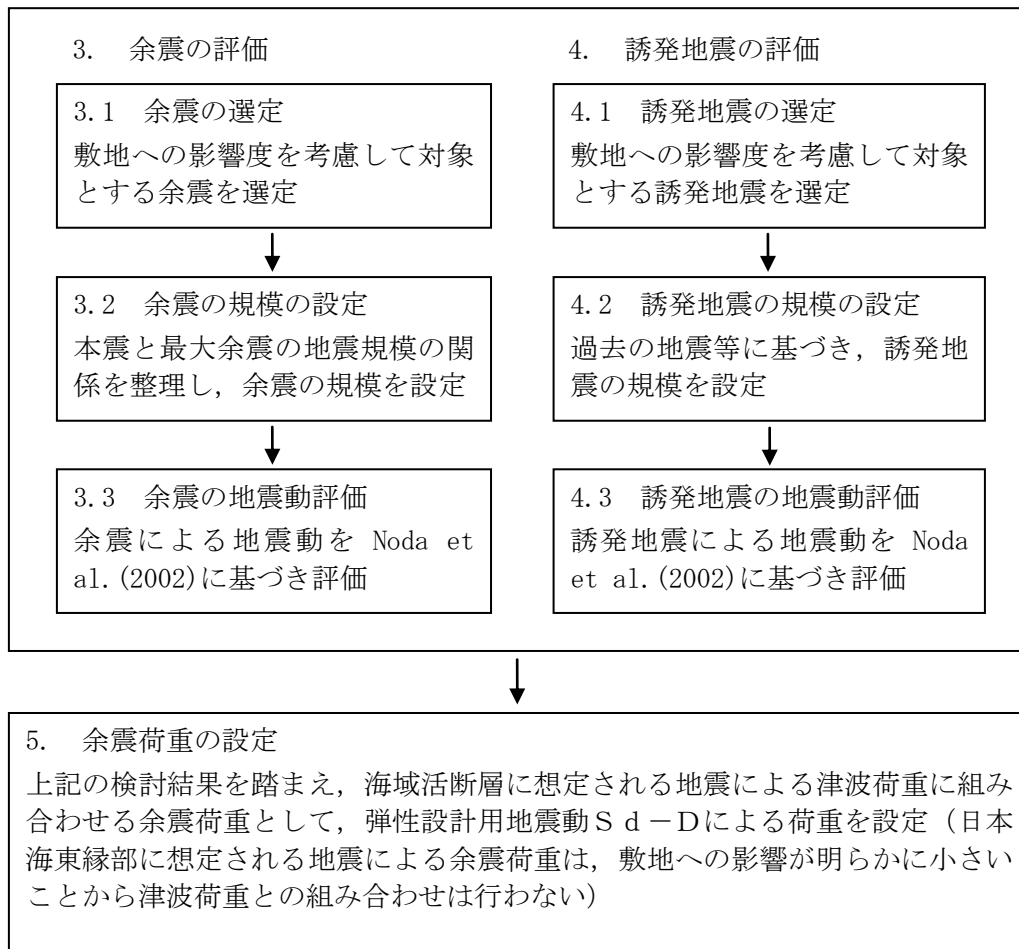 3. 余震の評価
3.1 余震の選定
敷地への影響度を考慮して対象
とする余震を選定
3.2 余震の規模の設定
本震と最大余震の地震規模の関
係を整理し，余震の規模を設定
3.3 余震の地震動評価
余震による地震動を Noda et
al.(2002)に基づき評価
4. 誘発地震の評価
4.1 誘発地震の選定
敷地への影響度を考慮して対象
とする誘発地震を選定
4.2 誘発地震の規模の設定
過去の地震等に基づき，誘発地
震の規模を設定
4.3 誘発地震の地震動評価
誘発地震による地震動を Noda
et al.(2002)に基づき評価
5. 余震荷重の設定
上記の検討結果を踏まえ，海域活断層に想定される地震による津波荷重に組み
合わせる余震荷重として，弾性設計用地震動Ｓｄ－Ｄによる荷重を設定（日本
海東縁部に想定される地震による余震荷重は，敷地への影響が明らかに小さい
ことから津波荷重との組み合わせは行わない）